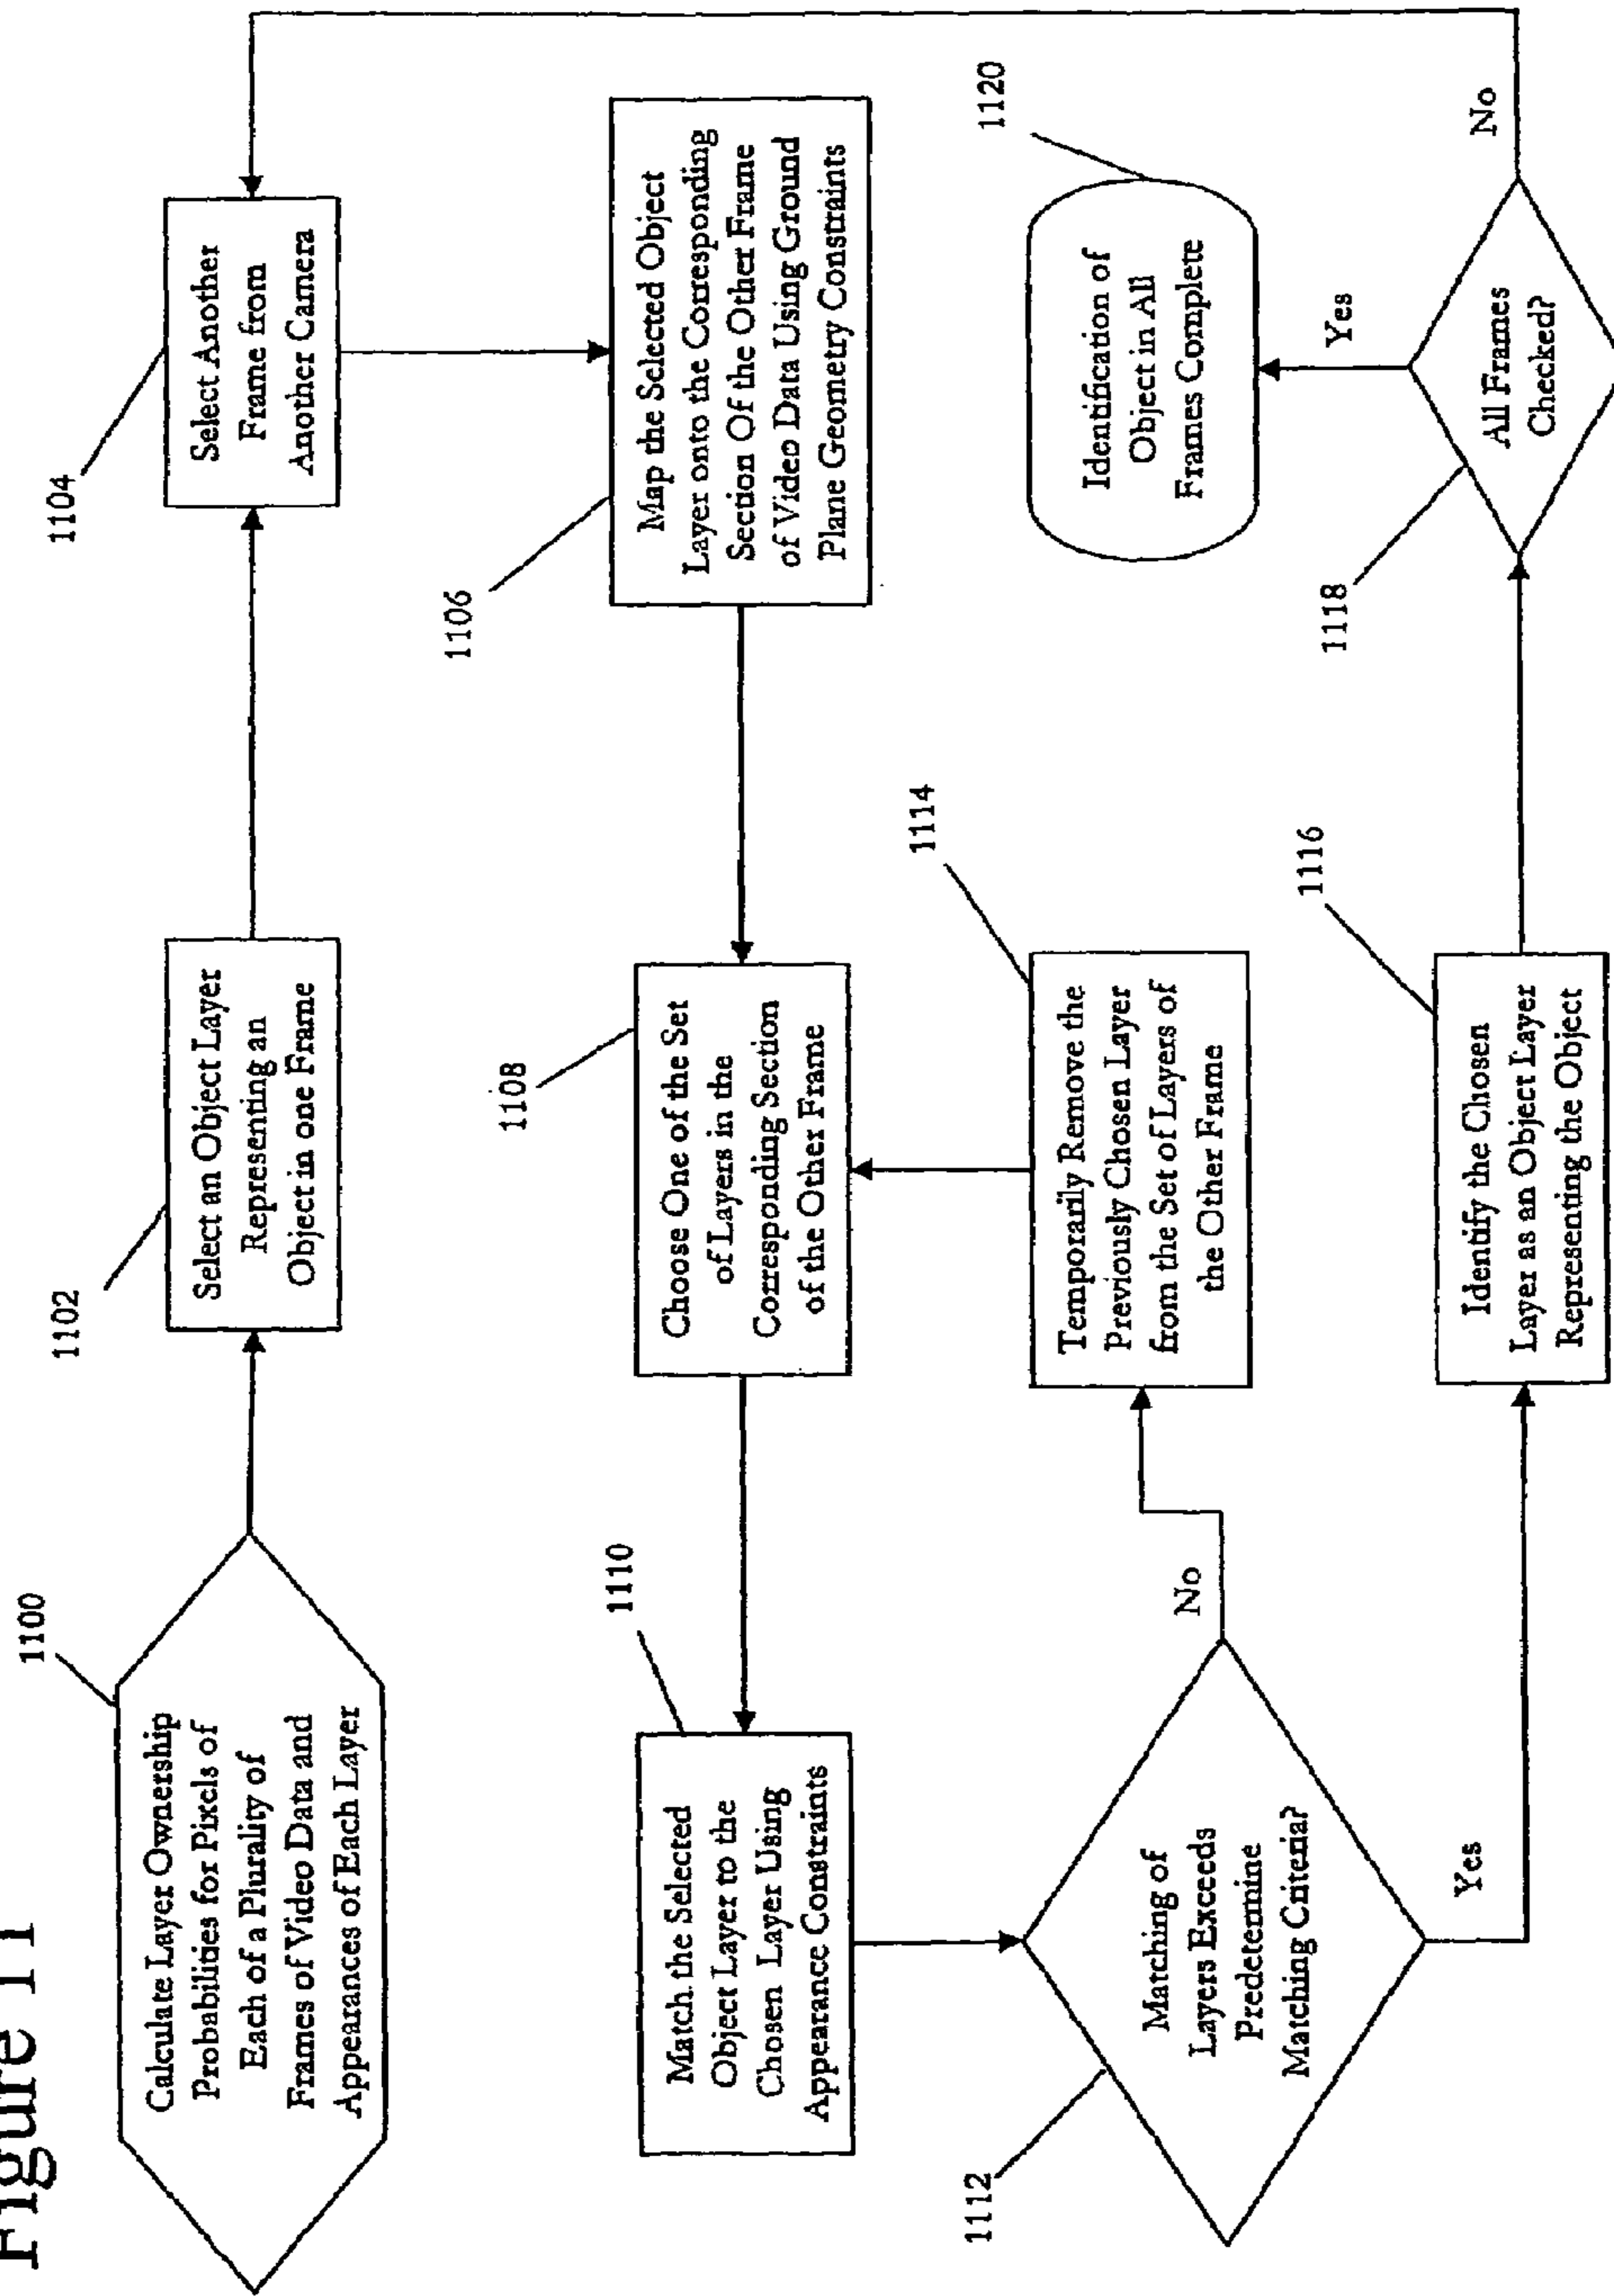 Figure 11
1100
Calculate Layer Ownership
Probabilities for Pixels of
Each of a Plurality of
Frames of Video Data and
Appearances of Each Layer
1102
Select an Object Layer
Representing an
Object in one Frame
1104
Select Another
Frame from
Another Camera
1106
Map the Selected Object
Layer onto the Corresponding
Section Of the Other Frame
of Video Data Using Ground
Plane Geometry Constraints
1108
Choose One of the Set
of Layers in the
Corresponding Section
of the Other Frame
1110
Match the Selected
Object Layer to the
Chosen Layer Using
Appearance Constraints
1112
Matching of
Layers Exceeds
Predetermine
Matching Criteria?
No
Yes
1114
Temporarily Remove the
Previously Chosen Layer
from the Set of Layers of
the Other Frame
1116
Identify the Chosen
Layer as an Object Layer
Representing the Object
1118
All Frames
Checked?
Yes
No
1120
Identification of
Object in All
Frames Complete